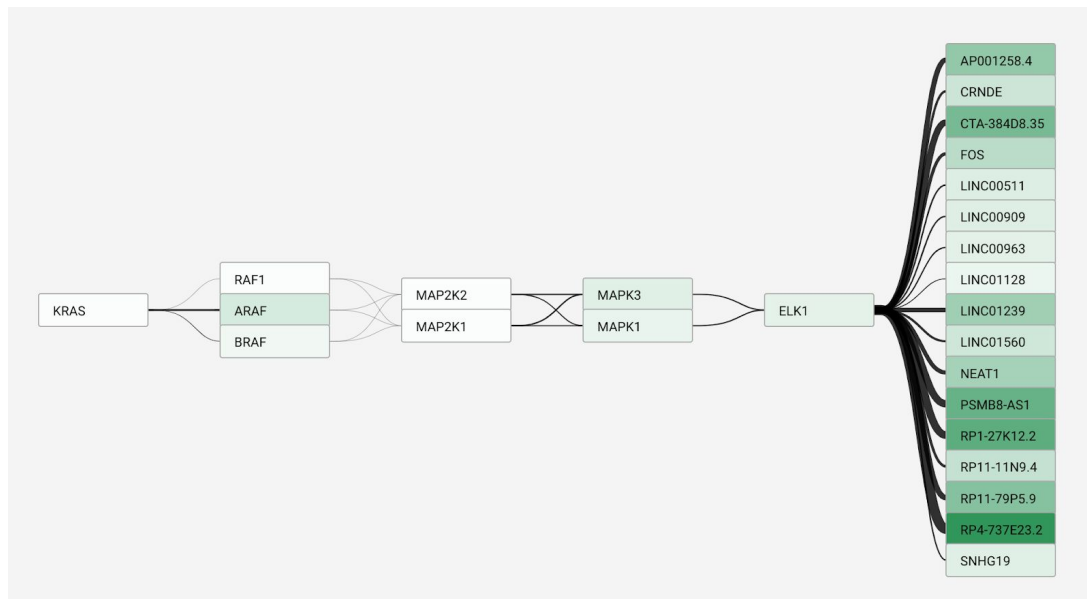 KRAS
RAF1
ARAF
BRAF
MAP2K2
MAP2K1
MAPK3
MAPK1
ELK1
AP001258.4
CRNDE
CTA-384D8.35
FOS
LINC00511
LINC00909
LINC00963
LINC01128
LINC01239
LINC01560
NEAT1
PSMB8-AS1
RP1-27K12.2
RP11-11N9.4
RP11-79P5.9
RP4-737E23.2
SNHG19